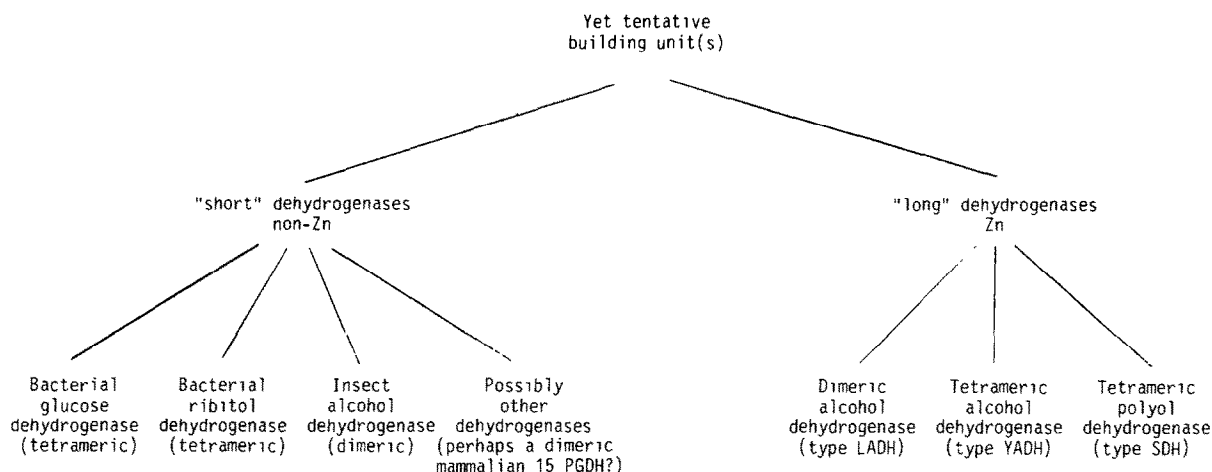 Yet tentative
building unit(s)
"short" dehydrogenases
non-Zn
"long" dehydrogenases
Zn
Bacterial
glucose
dehydrogenase
(tetrameric)
Bacterial
ribitol
dehydrogenase
(tetrameric)
Insect
alcohol
dehydrogenase
(dimeric)
Possibly
other
dehydrogenases
(perhaps a dimeric
mammalian 15 PGDH?)
Dimeric
alcohol
dehydrogenase
(type LADH)
Tetrameric
alcohol
dehydrogenase
(type YADH)
Tetrameric
polyol
dehydrogenase
(type SDH)